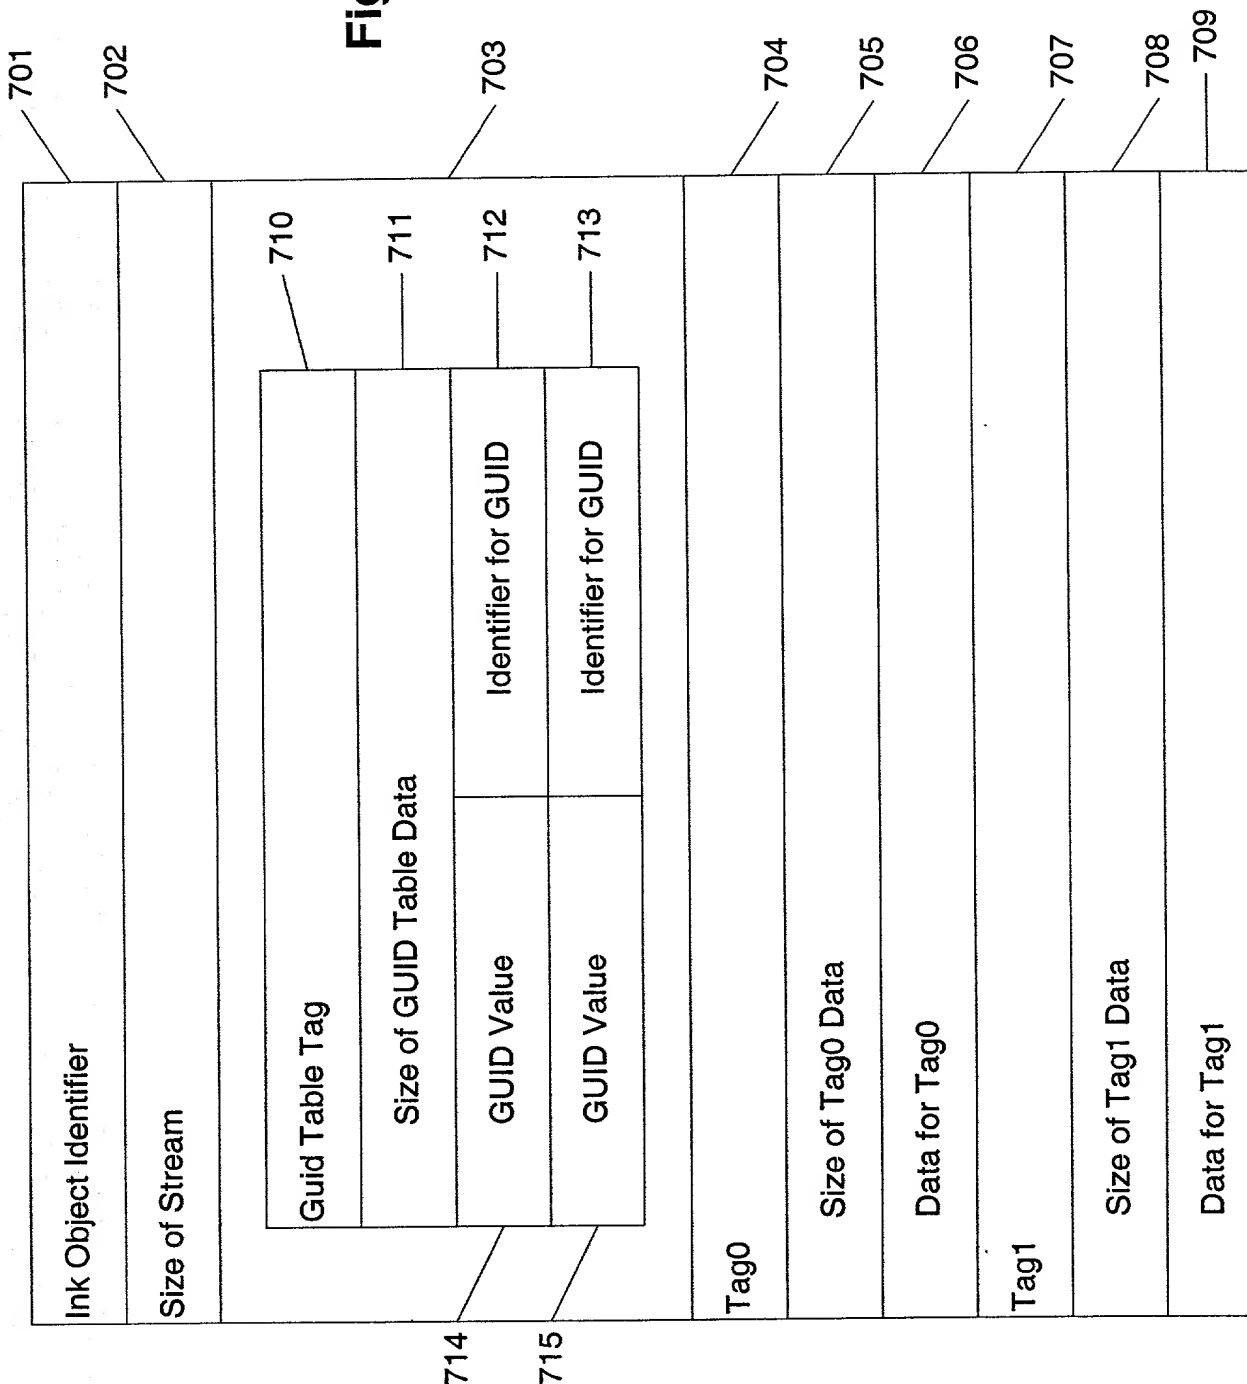 Fig
Ink Object Identifier 701
Size of Stream 702
703
Guid Table Tag 710
Size of GUID Table Data 711
714 GUID Value Identifier for GUID 712
715 GUID Value Identifier for GUID 713
Tag0 704
Size of Tag0 Data 705
Data for Tag0 706
Tag1 707
Size of Tag1 Data 708
Data for Tag1 709